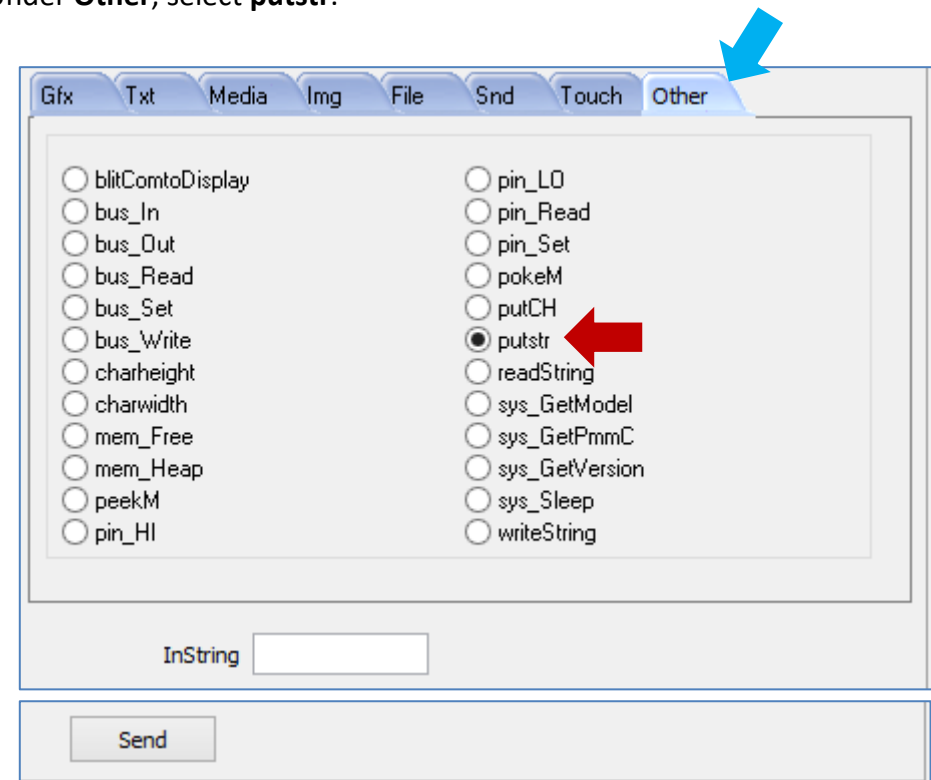 Under Other, select putstr.
Gfx Txt Media Img File Snd Touch Other
blitComtoDisplay
bus_In
bus_Out
bus_Read
bus_Set
bus_Write
charheight
charwidth
mem_Free
mem_Heap
peekM
pin_HI
pin_LO
pin_Read
pin_Set
pokeM
putCH
putstr
readString
sys_GetModel
sys_GetPmmC
sys_GetVersion
sys_Sleep
writeString
InString
Send